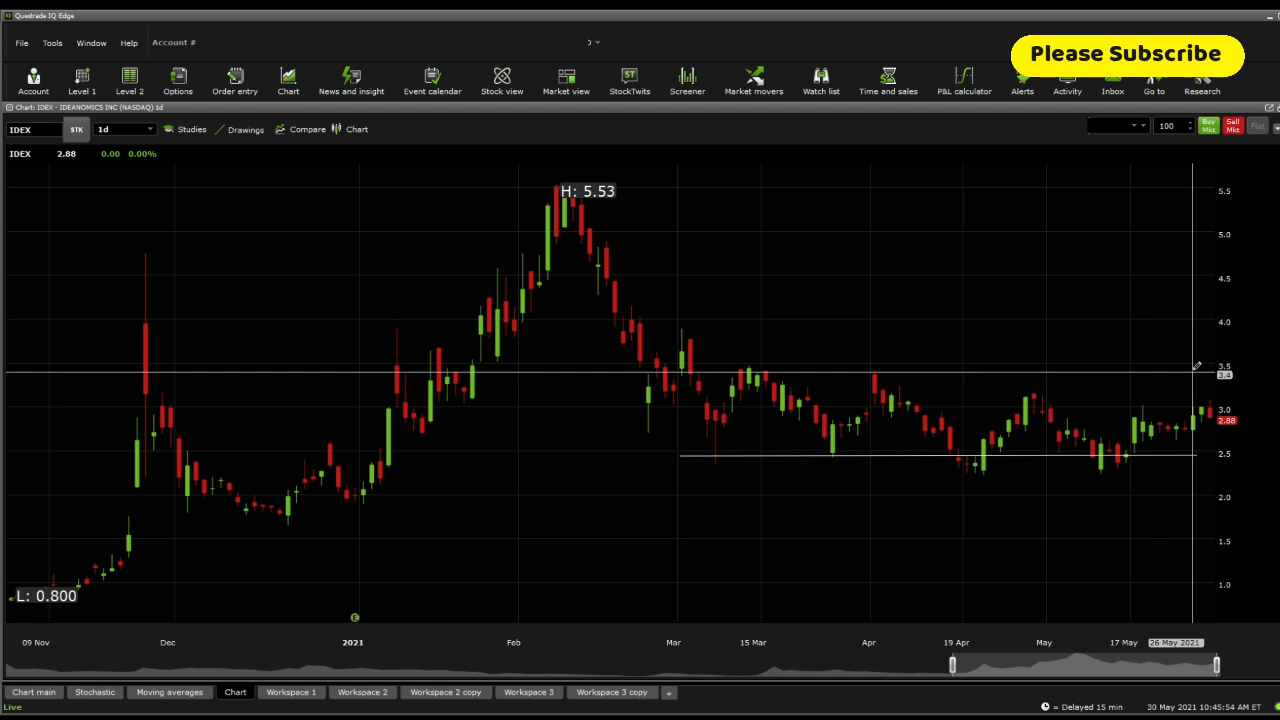 Questrade IQ Edge
File Tools Window Help Account #
Please Subscribe
Account Level 1 Level 2 Options Order entry Chart News and insight Event calendar Stock view Market view StockTwits Screener Market movers Watch list Time and sales P&L calculator Alerts Activity Inbox Go to Research
Chart: IDEX - IDEANOMICS INC (NASDAQ) 1d
IDEX STK 1d Studies Drawings Compare Chart 100 Buy Mkt Sell Mkt Flat
IDEX 2.88 0.00 0.00%
H: 5.53
5.5
5.0
4.5
4.0
3.5
3.4
3.0
2.88
2.5
2.0
1.5
1.0
L: 0.800
E
09 Nov Dec 2021 Feb Mar 15 Mar Apr 19 Apr May 17 May 26 May 2021
Chart main Stochastic Moving averages Chart Workspace 1 Workspace 2 Workspace 2 copy Workspace 3 Workspace 3 copy +
Live = Delayed 15 min 30 May 2021 10:45:54 AM ET